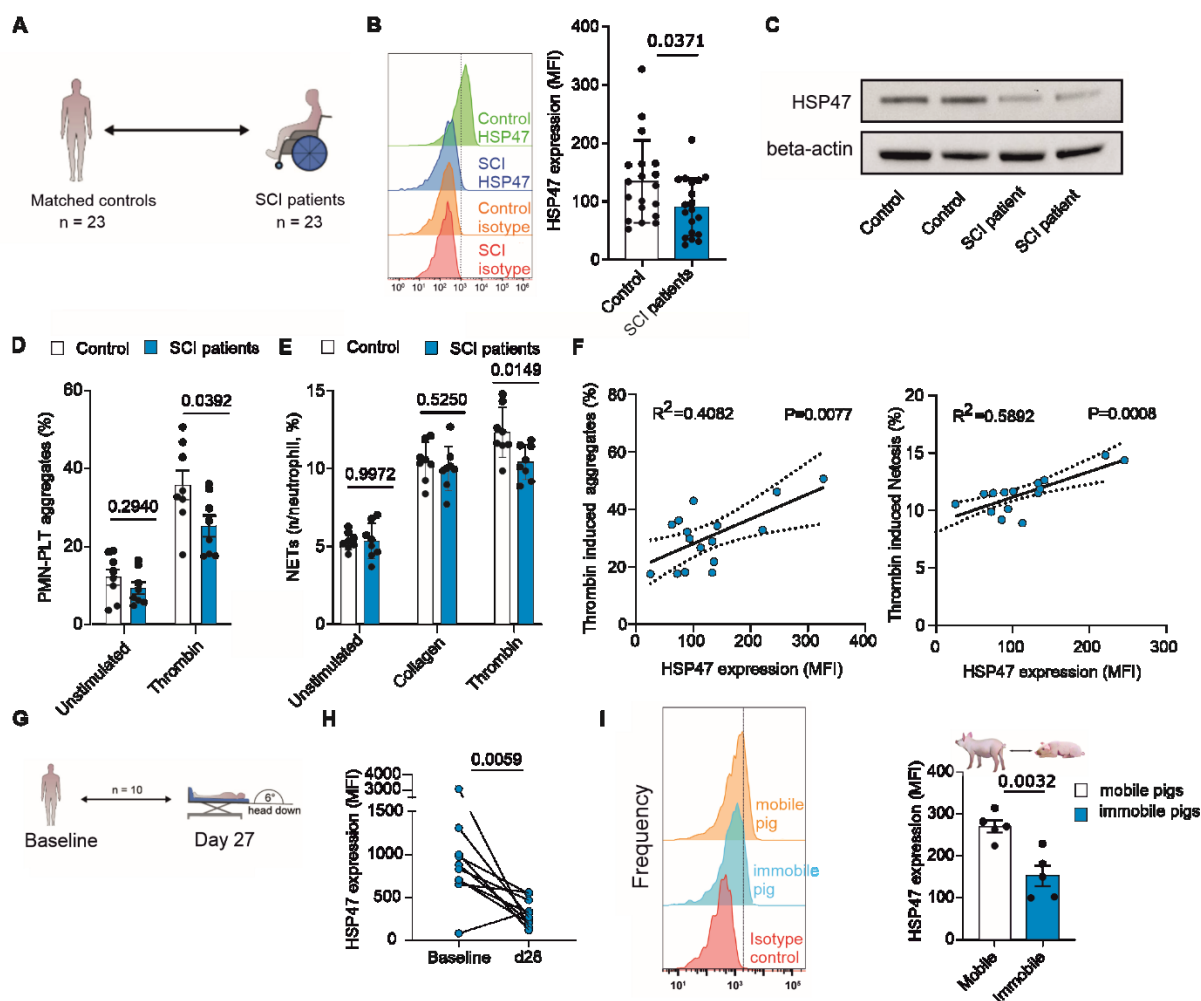 A
Matched controls
n = 23
SCI patients
n = 23
B
Control
HSP47
SCI
HSP47
Control
isotype
SCI
isotype
10⁰ 10¹ 10² 10³ 10⁴ 10⁵ 10⁶
HSP47 expression (MFI)
400
300
200
100
0
0.0371
Control
SCI patients
C
HSP47
beta-actin
Control
Control
SCI patient
SCI patient
D
Control
SCI patients
PMN-PLT aggregates (%)
60
40
20
0
0.2940
0.0392
Unstimulated
Thrombin
E
Control
SCI patients
NETs (n/neutrophil, %)
15
10
5
0
0.9972
0.5250
0.0149
Unstimulated
Collagen
Thrombin
F
Thrombin induced aggregates (%)
80
60
40
20
0
R²=0.4082
P=0.0077
0 100 200 300 400
HSP47 expression (MFI)
Thrombin induced Netosis (%)
20
15
10
5
0
R²=0.5892
P=0.0008
0 100 200 300
HSP47 expression (MFI)
G
n = 10
6°
head down
Baseline
Day 27
H
HSP47 expression (MFI)
4000
3000
1500
1000
500
0
0.0059
Baseline
d28
I
Frequency
mobile
pig
immobile
pig
Isotype
control
10¹ 10² 10³ 10⁴ 10⁵
HSP47 expression (MFI)
400
300
200
100
0
0.0032
mobile pigs
immobile pigs
Mobile
Immobile